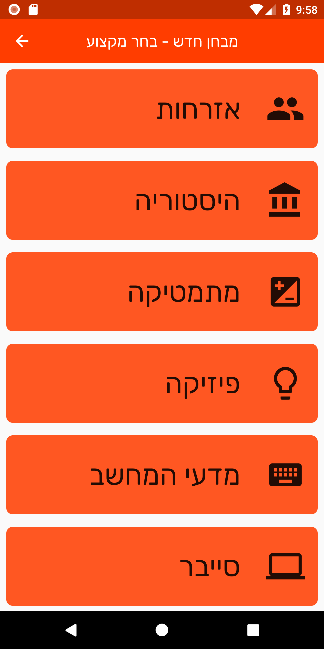 9:58
מבחן חדש - בחר מקצוע
אזרחות
היסטוריה
מתמטיקה
פיזיקה
מדעי המחשב
סייבר